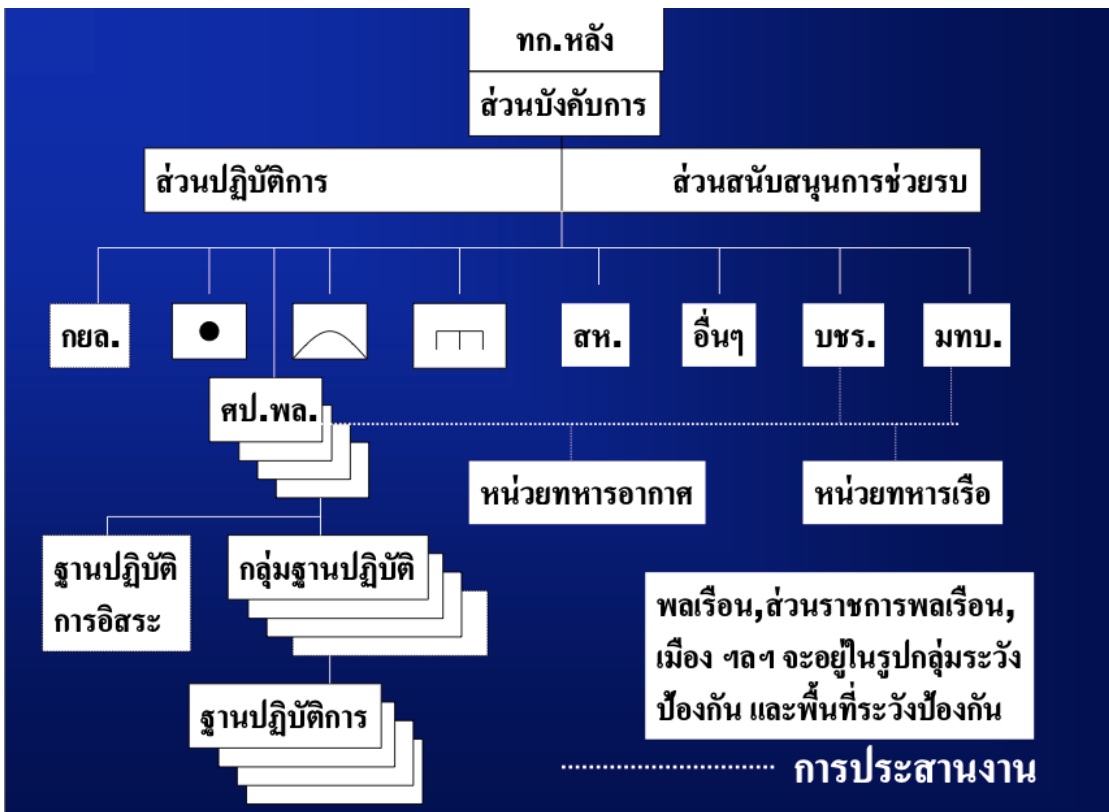 ทก.หลัง
ส่วนบังคับการ
ส่วนปฏิบัติการ
ส่วนสนับสนุนการช่วยรบ
กยล.
สห.
อื่นๆ
บชร.
มทบ.
ศป.พล.
หน่วยทหารอากาศ
หน่วยทหารเรือ
ฐานปฏิบัติ
การอิสระ
กลุ่มฐานปฏิบัติ
พลเรือน,ส่วนราชการพลเรือน,
เมือง ฯลฯ จะอยู่ในรูปกลุ่มระวัง
ป้องกัน และพื้นที่ระวังป้องกัน
ฐานปฏิบัติการ
การประสานงาน